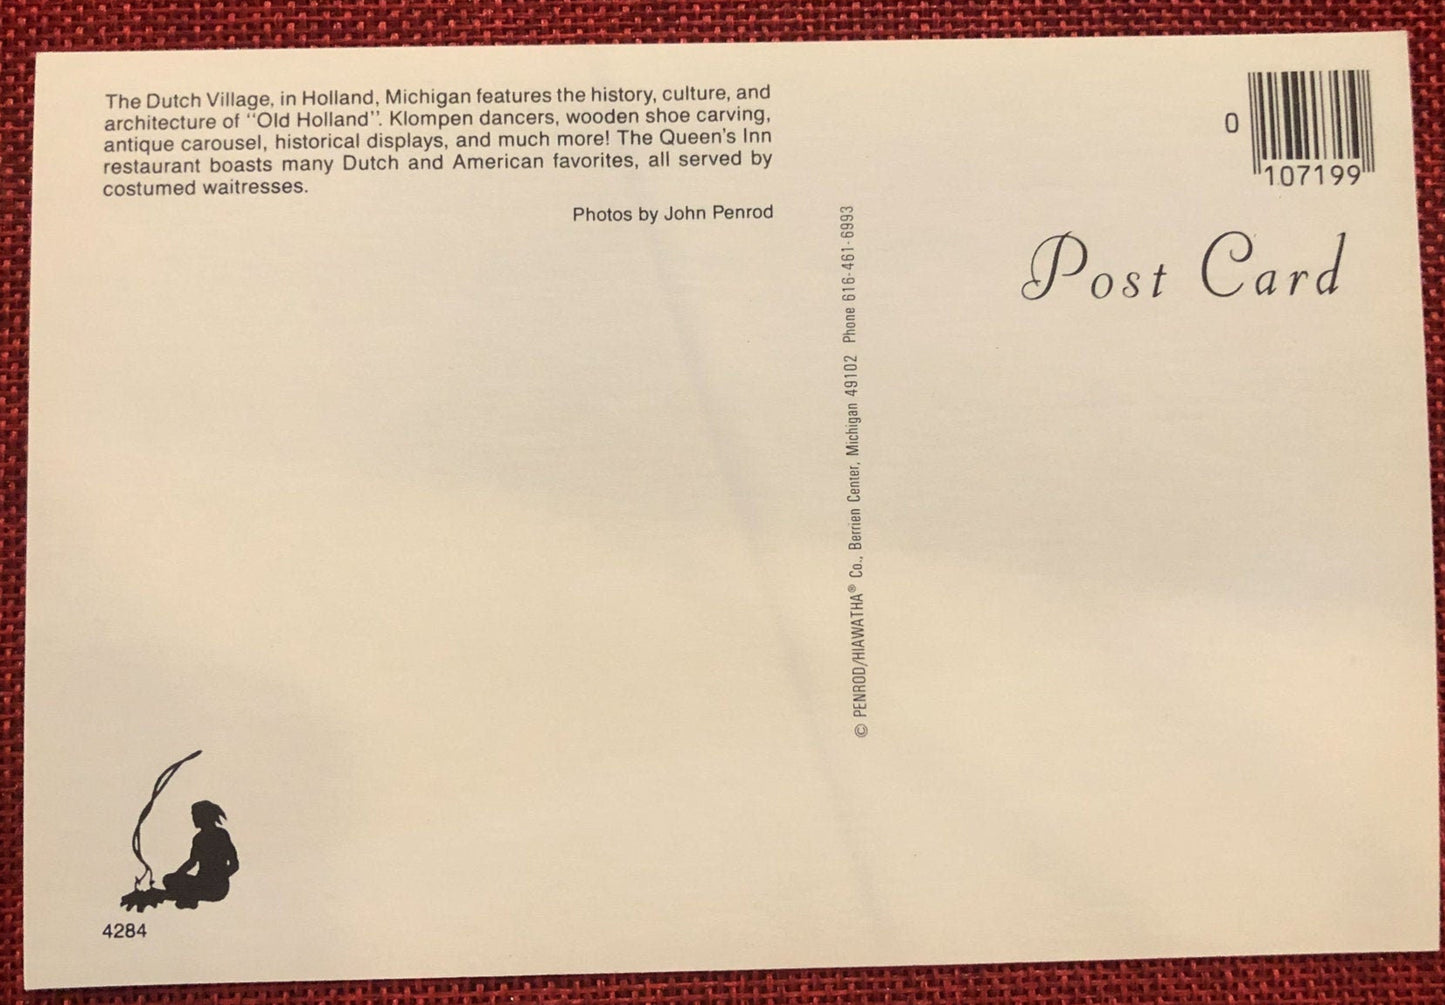 The Dutch Village, in Holland, Michigan features the history, culture, and
architecture of "Old Holland". Klompen dancers, wooden shoe carving,
antique carousel, historical displays, and much more! The Queen's Inn
restaurant boasts many Dutch and American favorites, all served by
costumed waitresses.
Photos by John Penrod
© PENROD/HIAWATHA® Co., Berrien Center, Michigan 49102 Phone 616-461-6993
0
107199
Post Card
4284